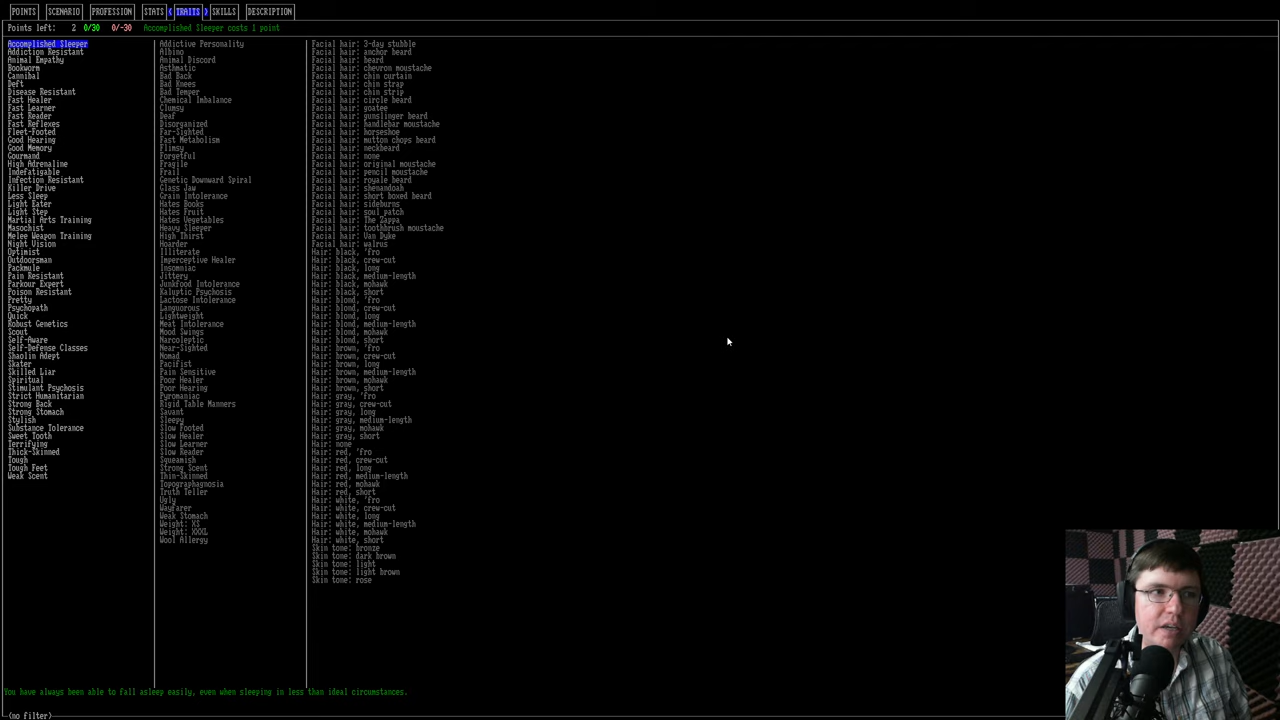 POINTS SCENARIO PROFESSION STATS < TRAITS > SKILLS DESCRIPTION
Points left: 2 0/30 0/-30 Accomplished Sleeper costs 1 point
Accomplished Sleeper
Addiction Resistant
Animal Empathy
Bookworm
Cannibal
Deft
Disease Resistant
Fast Healer
Fast Learner
Fast Reader
Fast Reflexes
Fleet-Footed
Good Hearing
Good Memory
Gourmand
High Adrenaline
Indefatigable
Infection Resistant
Killer Drive
Less Sleep
Light Eater
Light Step
Martial Arts Training
Masochist
Melee Weapon Training
Night Vision
Optimist
Outdoorsman
Packmule
Pain Resistant
Parkour Expert
Poison Resistant
Pretty
Psychopath
Quick
Robust Genetics
Scout
Self-Aware
Self-Defense Classes
Shaolin Adept
Skater
Skilled Liar
Spiritual
Stimulant Psychosis
Strict Humanitarian
Strong Back
Strong Stomach
Stylish
Substance Tolerance
Sweet Tooth
Terrifying
Thick-Skinned
Tough
Tough Feet
Weak Scent
Addictive Personality
Albino
Animal Discord
Asthmatic
Bad Back
Bad Knees
Bad Temper
Chemical Imbalance
Clumsy
Deaf
Disorganized
Far-Sighted
Fast Metabolism
Flimsy
Forgetful
Fragile
Frail
Genetic Downward Spiral
Glass Jaw
Grain Intolerance
Hates Books
Hates Fruit
Hates Vegetables
Heavy Sleeper
High Thirst
Hoarder
Illiterate
Imperceptive Healer
Insomniac
Jittery
Junkfood Intolerance
Kaluptic Psychosis
Lactose Intolerance
Languorous
Lightweight
Meat Intolerance
Mood Swings
Narcoleptic
Near-Sighted
Nomad
Pacifist
Pain Sensitive
Poor Healer
Poor Hearing
Pyromaniac
Rigid Table Manners
Savant
Sleepy
Slow Footed
Slow Healer
Slow Learner
Slow Reader
Squeamish
Strong Scent
Thin-Skinned
Topographagnosia
Truth Teller
Ugly
Wayfarer
Weak Stomach
Weight: XS
Weight: XXXL
Wool Allergy
Facial hair: 3-day stubble
Facial hair: anchor beard
Facial hair: beard
Facial hair: chevron moustache
Facial hair: chin curtain
Facial hair: chin strap
Facial hair: chin strip
Facial hair: circle beard
Facial hair: goatee
Facial hair: gunslinger beard
Facial hair: handlebar moustache
Facial hair: horseshoe
Facial hair: mutton chops beard
Facial hair: neckbeard
Facial hair: none
Facial hair: original moustache
Facial hair: pencil moustache
Facial hair: royale beard
Facial hair: shenandoah
Facial hair: short boxed beard
Facial hair: sideburns
Facial hair: soul patch
Facial hair: The Zappa
Facial hair: toothbrush moustache
Facial hair: Van Dyke
Facial hair: walrus
Hair: black, 'fro
Hair: black, crew-cut
Hair: black, long
Hair: black, medium-length
Hair: black, mohawk
Hair: black, short
Hair: blond, 'fro
Hair: blond, crew-cut
Hair: blond, long
Hair: blond, medium-length
Hair: blond, mohawk
Hair: blond, short
Hair: brown, 'fro
Hair: brown, crew-cut
Hair: brown, long
Hair: brown, medium-length
Hair: brown, mohawk
Hair: brown, short
Hair: gray, 'fro
Hair: gray, crew-cut
Hair: gray, long
Hair: gray, medium-length
Hair: gray, mohawk
Hair: gray, short
Hair: none
Hair: red, 'fro
Hair: red, crew-cut
Hair: red, long
Hair: red, medium-length
Hair: red, mohawk
Hair: red, short
Hair: white, 'fro
Hair: white, crew-cut
Hair: white, long
Hair: white, medium-length
Hair: white, mohawk
Hair: white, short
Skin tone: bronze
Skin tone: dark brown
Skin tone: light
Skin tone: light brown
Skin tone: rose
You have always been able to fall asleep easily, even when sleeping in less than ideal circumstances.
(no filter)